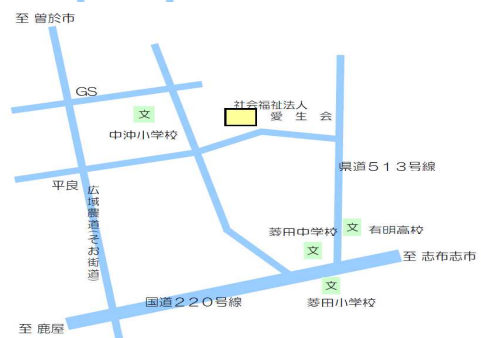 至 曽於市
GS
文
中沖小学校
社会福祉法人
愛 生 会
県道513号線
平良
広域農道(そお街道)
菱田中学校
文
文
有明高校
至 志布志市
文
菱田小学校
国道220号線
至 鹿屋